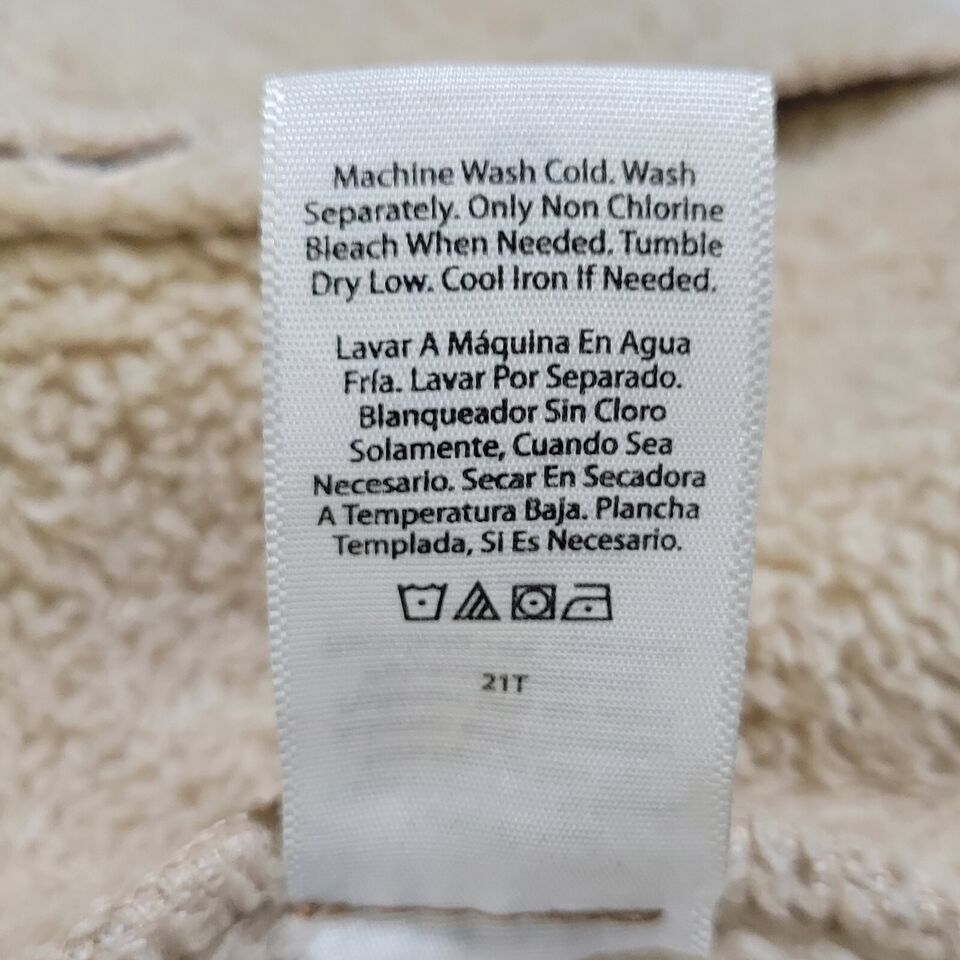 Machine Wash Cold. Wash
Separately. Only Non Chlorine
Bleach When Needed. Tumble
Dry Low. Cool Iron If Needed.
Lavar A Máquina En Agua
Fría. Lavar Por Separado.
Blanqueador Sin Cloro
Solamente, Cuando Sea
Necesario. Secar En Secadora
A Temperatura Baja. Plancha
Templada, Si Es Necesario.
21T